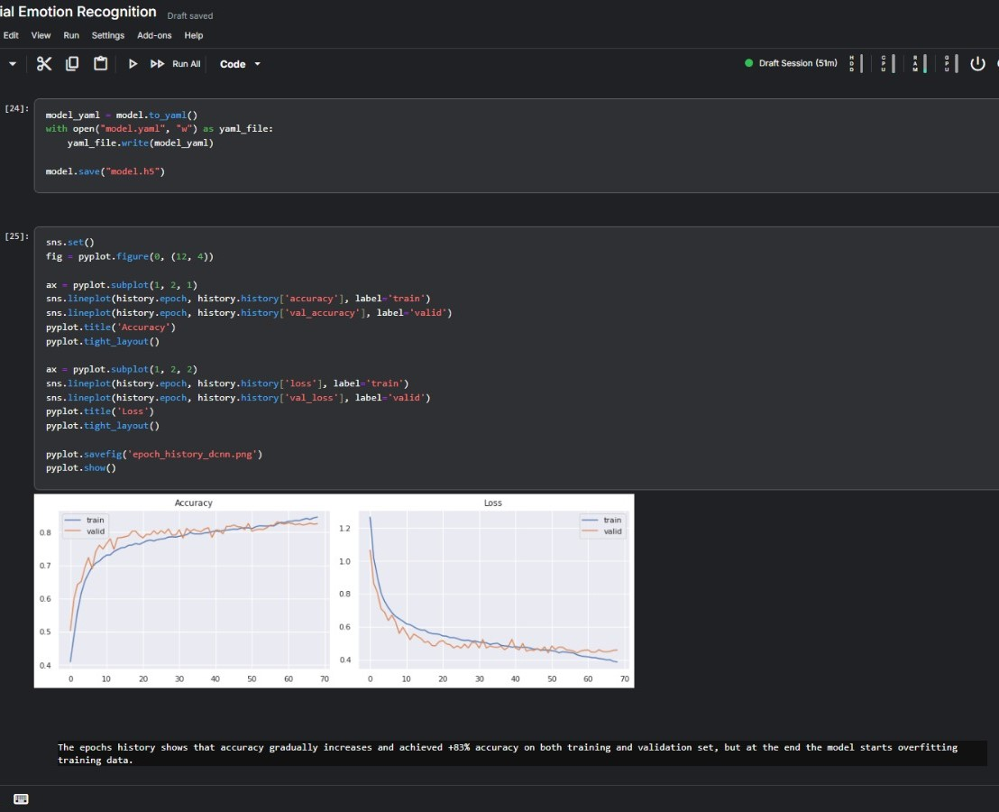 ial Emotion Recognition Draft saved
Edit View Run Settings Add-ons Help
Run All Code Draft Session (51m) HDD CPU RAM GPU
[24]:
model_yaml = model.to_yaml()
with open("model.yaml", "w") as yaml_file:
    yaml_file.write(model_yaml)
model.save("model.h5")
[25]:
sns.set()
fig = pyplot.figure(0, (12, 4))
ax = pyplot.subplot(1, 2, 1)
sns.lineplot(history.epoch, history.history['accuracy'], label='train')
sns.lineplot(history.epoch, history.history['val_accuracy'], label='valid')
pyplot.title('Accuracy')
pyplot.tight_layout()
ax = pyplot.subplot(1, 2, 2)
sns.lineplot(history.epoch, history.history['loss'], label='train')
sns.lineplot(history.epoch, history.history['val_loss'], label='valid')
pyplot.title('Loss')
pyplot.tight_layout()
pyplot.savefig('epoch_history_dcnn.png')
pyplot.show()
Accuracy
train
valid
0.8
0.7
0.6
0.5
0.4
0 10 20 30 40 50 60 70
Loss
train
valid
1.2
1.0
0.8
0.6
0.4
0 10 20 30 40 50 60 70
The epochs history shows that accuracy gradually increases and achieved +83% accuracy on both training and validation set, but at the end the model starts overfitting
training data.